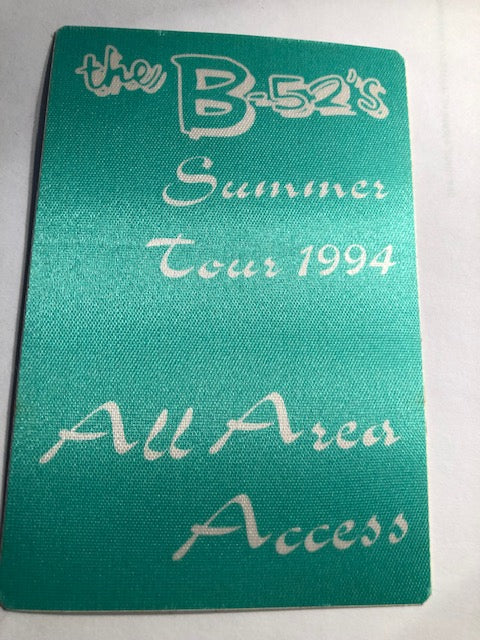 the B-52's
Summer
Tour 1994
All Area
Access